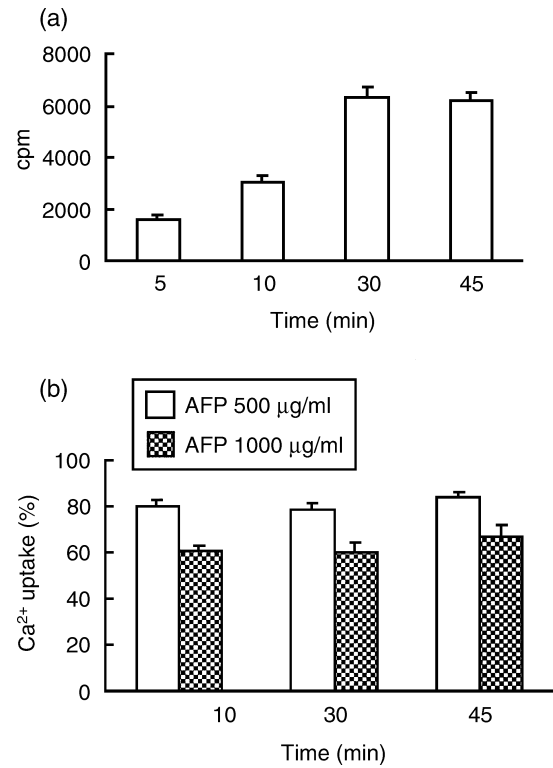 (a)
8000
6000
4000
2000
0
cpm
5 10 30 45
Time (min)
(b)
AFP 500 μg/ml
AFP 1000 μg/ml
100
80
60
40
20
0
Ca²⁺ uptake (%)
10 30 45
Time (min)